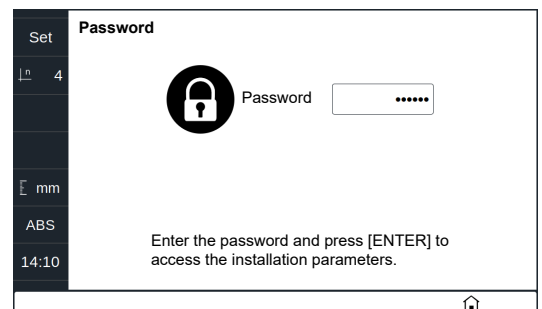 Set
Password
n 4
Password ••••••
mm
ABS
Enter the password and press [ENTER] to
access the installation parameters.
14:10